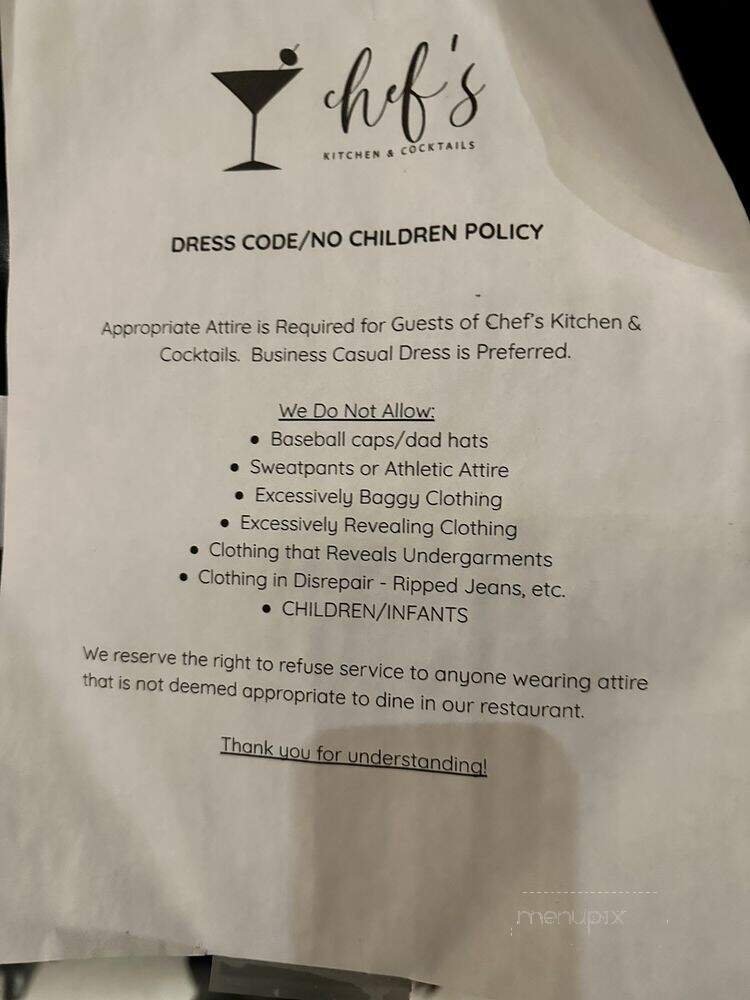 chef's
KITCHEN & COCKTAILS
DRESS CODE/NO CHILDREN POLICY
Appropriate Attire is Required for Guests of Chef's Kitchen &
Cocktails. Business Casual Dress is Preferred.
We Do Not Allow:
• Baseball caps/dad hats
• Sweatpants or Athletic Attire
• Excessively Baggy Clothing
• Excessively Revealing Clothing
• Clothing that Reveals Undergarments
• Clothing in Disrepair - Ripped Jeans, etc.
• CHILDREN/INFANTS
We reserve the right to refuse service to anyone wearing attire
that is not deemed appropriate to dine in our restaurant.
Thank you for understanding!
menupix